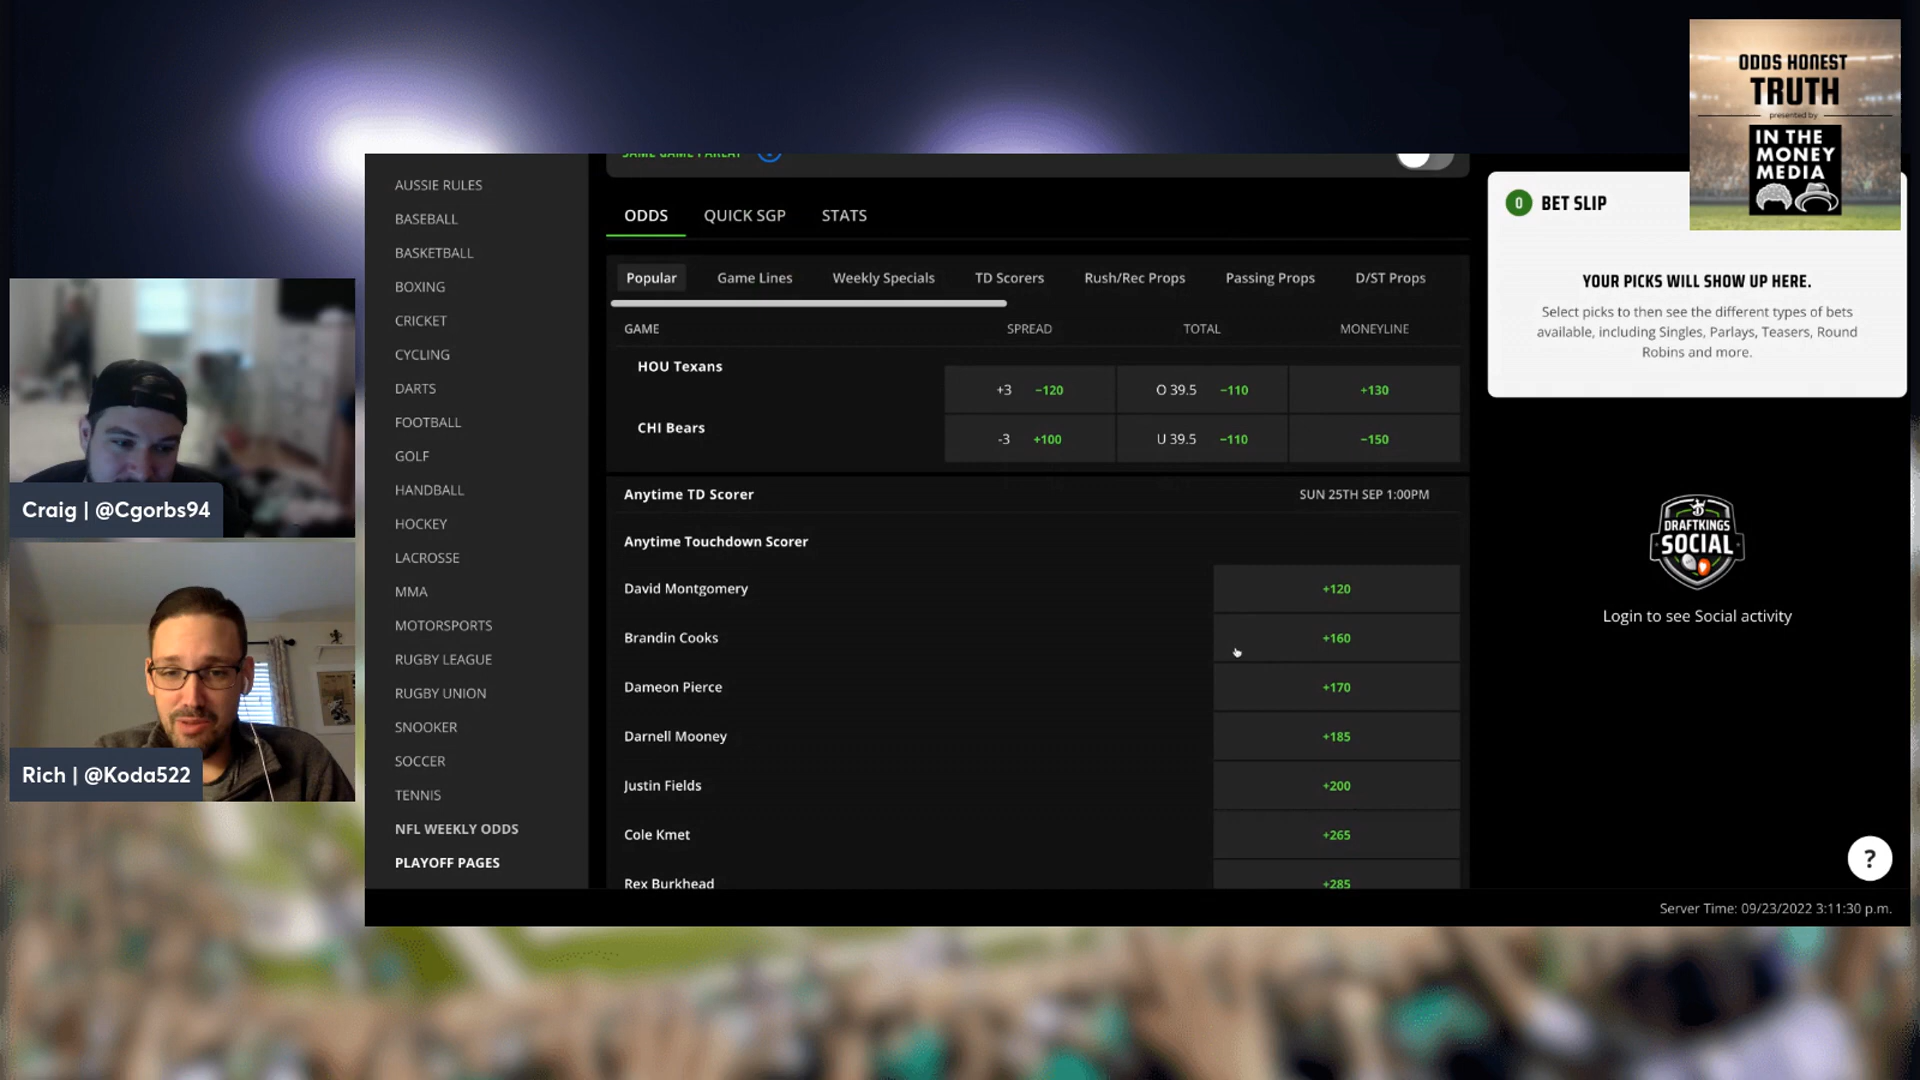 ODDS HONEST
TRUTH
presented by
IN THE
MONEY
MEDIA
SAME GAME PARLAY
AUSSIE RULES
BASEBALL
BASKETBALL
BOXING
CRICKET
CYCLING
DARTS
FOOTBALL
GOLF
HANDBALL
HOCKEY
LACROSSE
MMA
MOTORSPORTS
RUGBY LEAGUE
RUGBY UNION
SNOOKER
SOCCER
TENNIS
NFL WEEKLY ODDS
PLAYOFF PAGES
ODDS QUICK SGP STATS
Popular Game Lines Weekly Specials TD Scorers Rush/Rec Props Passing Props D/ST Props
GAME SPREAD TOTAL MONEYLINE
HOU Texans
+3 −120 O 39.5 −110 +130
CHI Bears
-3 +100 U 39.5 −110 −150
Anytime TD Scorer SUN 25TH SEP 1:00PM
Anytime Touchdown Scorer
David Montgomery +120
Brandin Cooks +160
Dameon Pierce +170
Darnell Mooney +185
Justin Fields +200
Cole Kmet +265
Rex Burkhead +285
0 BET SLIP
YOUR PICKS WILL SHOW UP HERE.
Select picks to then see the different types of bets
available, including Singles, Parlays, Teasers, Round
Robins and more.
DRAFTKINGS
SOCIAL
Login to see Social activity
?
Server Time: 09/23/2022 3:11:30 p.m.
Craig | @Cgorbs94
Rich | @Koda522